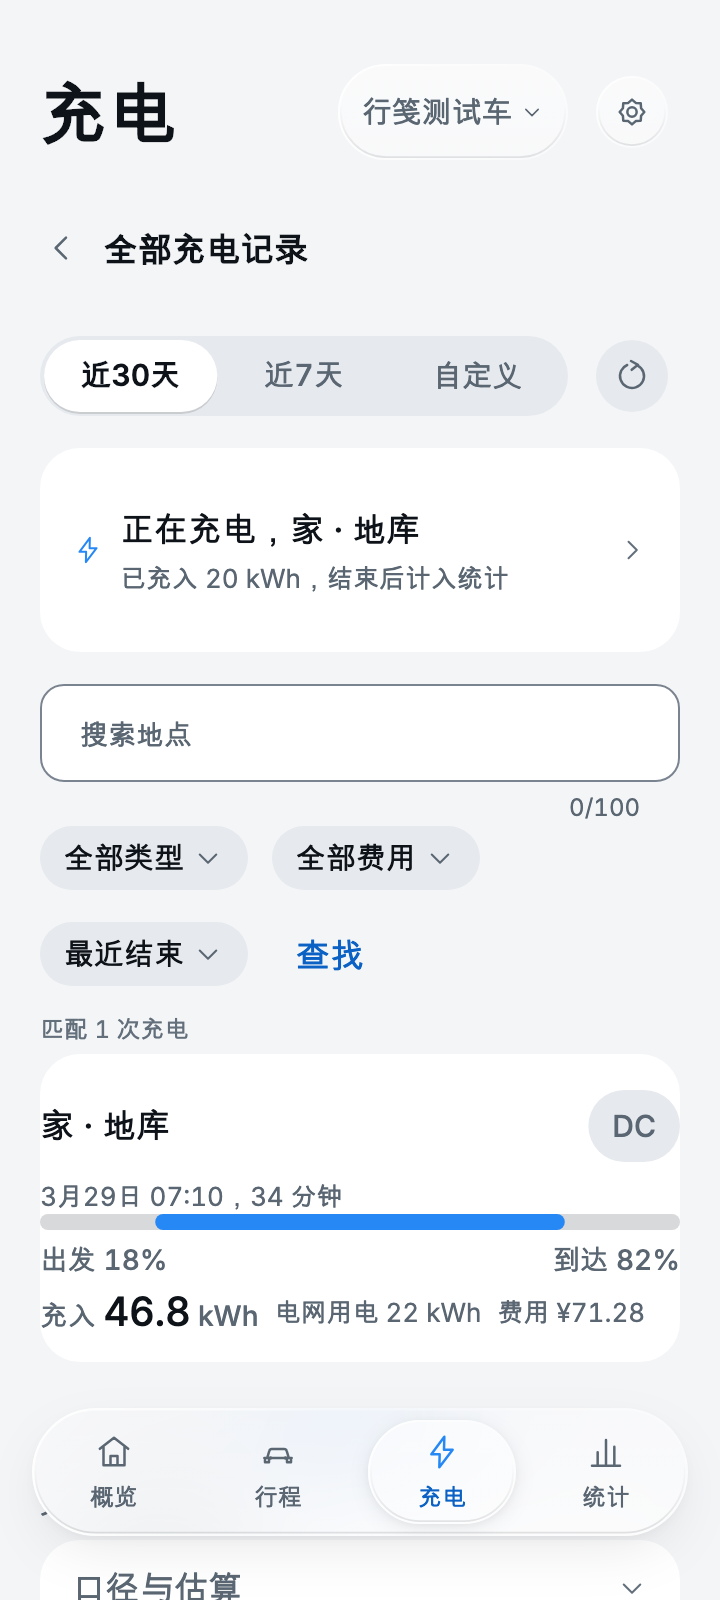 充电
行笺测试车
全部充电记录
近30天 近7天 自定义
正在充电，家 · 地库
已充入 20 kWh，结束后计入统计
搜索地点
0/100
全部类型 全部费用
最近结束 查找
匹配 1 次充电
家 · 地库 DC
3月29日 07:10，34 分钟
出发 18% 到达 82%
充入 46.8 kWh 电网用电 22 kWh 费用 ¥71.28
概览 行程 充电 统计
口径与估算